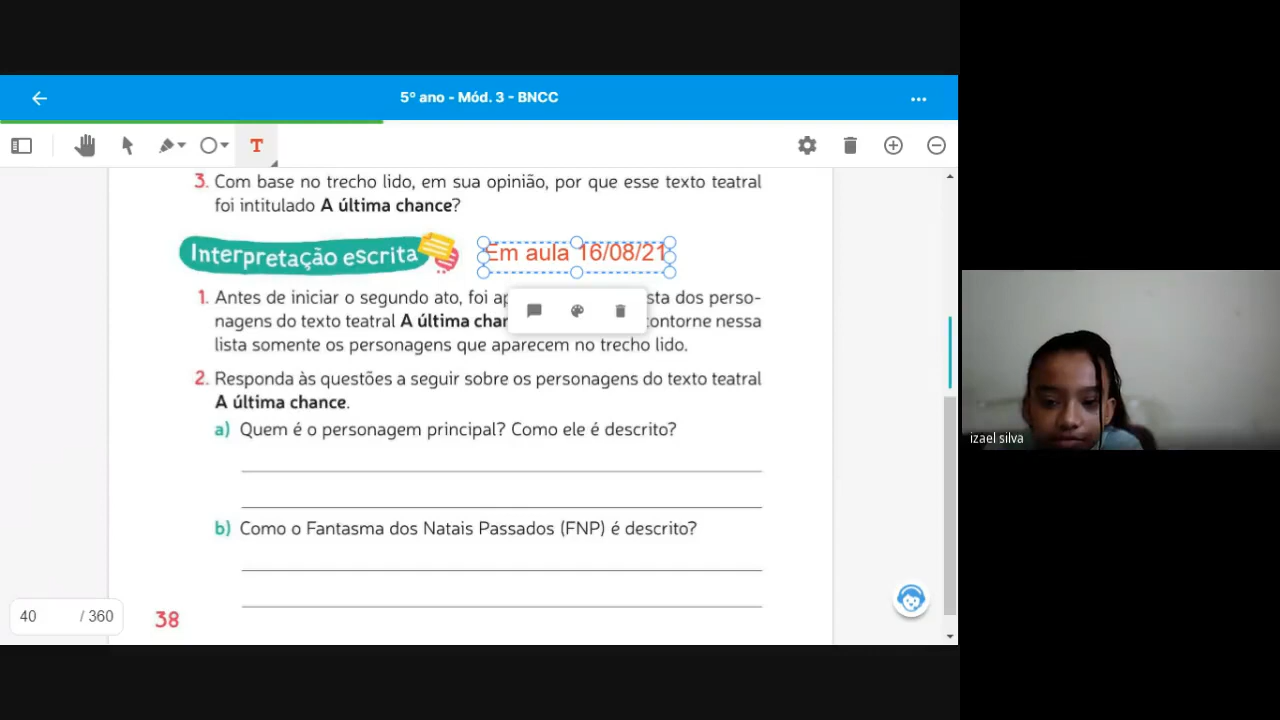 5º ano - Mód. 3 - BNCC
T
3. Com base no trecho lido, em sua opinião, por que esse texto teatral
foi intitulado A última chance?
Interpretação escrita
Em aula 16/08/21
1. Antes de iniciar o segundo ato, foi sta dos perso-
nagens do texto teatral A última contorne nessa
lista somente os personagens que aparecem no trecho lido.
2. Responda às questões a seguir sobre os personagens do texto teatral
A última chance.
a) Quem é o personagem principal? Como ele é descrito?
b) Como o Fantasma dos Natais Passados (FNP) é descrito?
40 / 360
38
izael silva